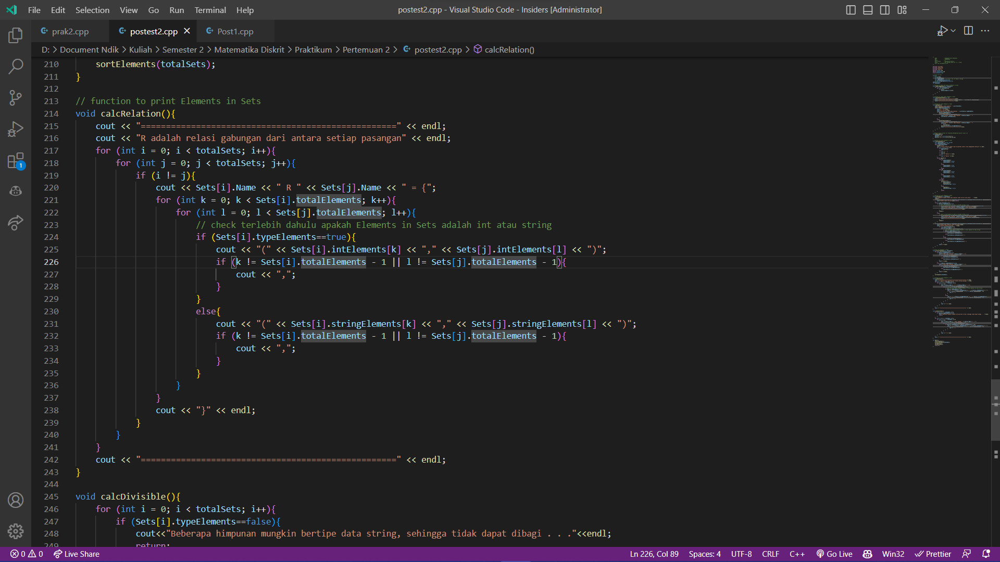 File Edit Selection View Go Run Terminal Help
postest2.cpp - Visual Studio Code - Insiders [Administrator]
prak2.cpp
postest2.cpp
Post1.cpp
D: > Document Ndik > Kuliah > Semester 2 > Matematika Diskrit > Praktikum > Pertemuan 2 > postest2.cpp > calcRelation()
210 sortElements(totalSets);
211 }
212
213 // function to print Elements in Sets
214 void calcRelation(){
215 cout << "===================================================" << endl;
216 cout << "R adalah relasi gabungan dari antara setiap pasangan" << endl;
217 for (int i = 0; i < totalSets; i++){
218 for (int j = 0; j < totalSets; j++){
219 if (i != j){
220 cout << Sets[i].Name << " R " << Sets[j].Name << " = {";
221 for (int k = 0; k < Sets[i].totalElements; k++){
222 for (int l = 0; l < Sets[j].totalElements; l++){
223 // check terlebih dahulu apakah Elements in Sets adalah int atau string
224 if (Sets[i].typeElements==true){
225 cout << "(" << Sets[i].intElements[k] << "," << Sets[j].intElements[l] << ")";
226 if (k != Sets[i].totalElements - 1 || l != Sets[j].totalElements - 1){
227 cout << ",";
228 }
229 }
230 else{
231 cout << "(" << Sets[i].stringElements[k] << "," << Sets[j].stringElements[l] << ")";
232 if (k != Sets[i].totalElements - 1 || l != Sets[j].totalElements - 1){
233 cout << ",";
234 }
235 }
236 }
237 }
238 cout << "}" << endl;
239 }
240 }
241 }
242 cout << "===================================================" << endl;
243 }
244
245 void calcDivisible(){
246 for (int i = 0; i < totalSets; i++){
247 if (Sets[i].typeElements==false){
248 cout<<"Beberapa himpunan mungkin bertipe data string, sehingga tidak dapat dibagi . . ."<<endl;
249 return;
1
0 0 Live Share
Ln 226, Col 89 Spaces: 4 UTF-8 CRLF C++ Go Live Win32 Prettier